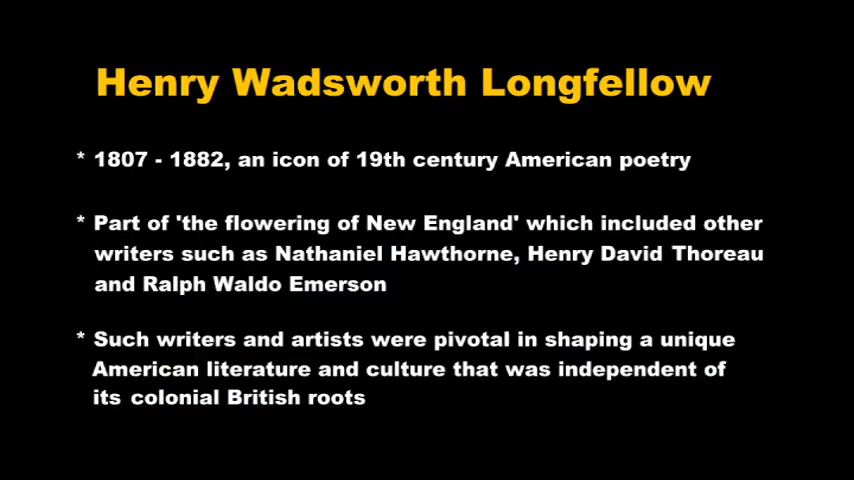 Henry Wadsworth Longfellow
* 1807 - 1882, an icon of 19th century American poetry
* Part of 'the flowering of New England' which included other
writers such as Nathaniel Hawthorne, Henry David Thoreau
and Ralph Waldo Emerson
* Such writers and artists were pivotal in shaping a unique
American literature and culture that was independent of
its colonial British roots